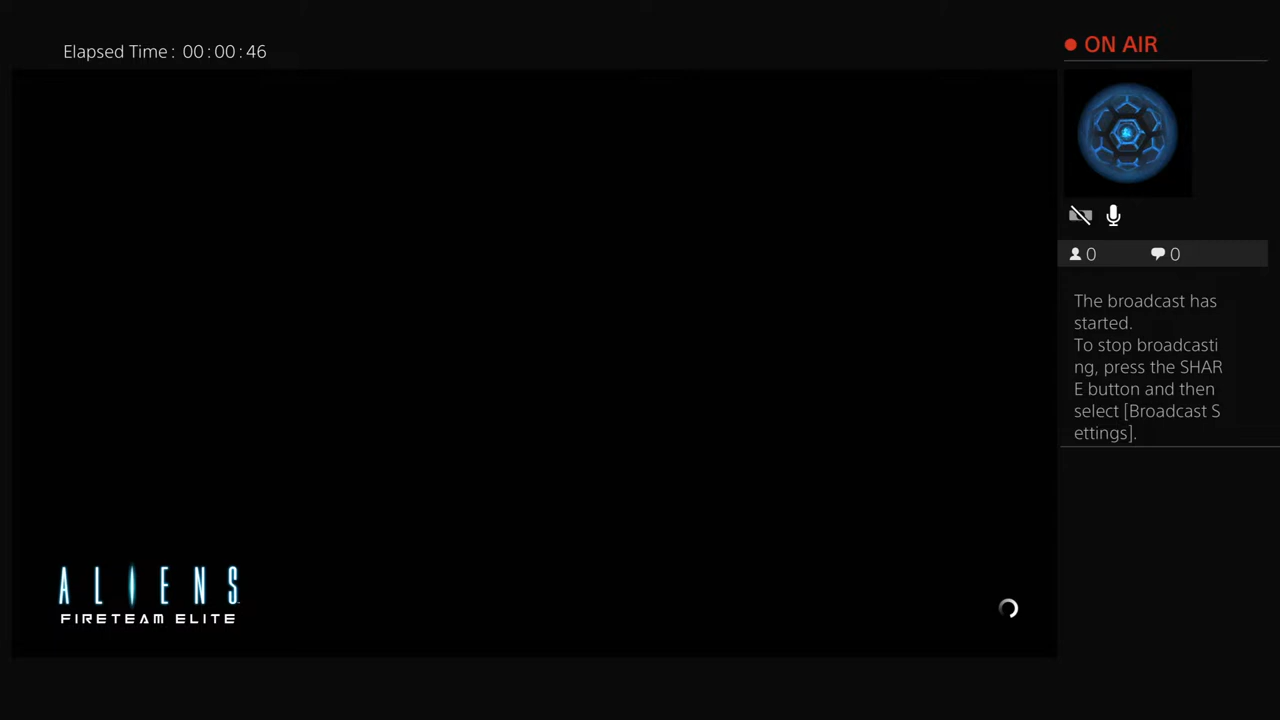 Elapsed Time : 00:00:46
ON AIR
0 0
The broadcast has
started.
To stop broadcasti
ng, press the SHAR
E button and then
select [Broadcast S
ettings].
ALIENS
FIRETEAM ELITE